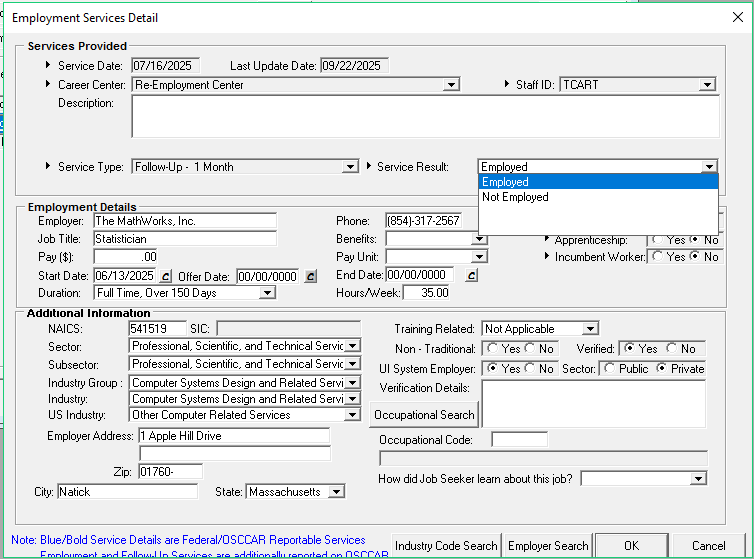 Employment Services Detail
Services Provided
Service Date: 07/16/2025 Last Update Date: 09/22/2025
Career Center: Re-Employment Center Staff ID: TCART
Description:
Service Type: Follow-Up - 1 Month Service Result: Employed
Employed
Not Employed
Employment Details
Employer: The MathWorks, Inc. Phone: (854)-317-2567
Job Title: Statistician Benefits: Apprenticeship: Yes No
Pay ($): .00 Pay Unit: Incumbent Worker: Yes No
Start Date: 06/13/2025 Offer Date: 00/00/0000 End Date: 00/00/0000
Duration: Full Time, Over 150 Days Hours/Week: 35.00
Additional Information
NAICS: 541519 SIC: Training Related: Not Applicable
Sector: Professional, Scientific, and Technical Servic Non - Traditional: Yes No Verified: Yes No
Subsector: Professional, Scientific, and Technical Servic UI System Employer: Yes No Sector: Public Private
Industry Group : Computer Systems Design and Related Servi Verification Details:
Industry: Computer Systems Design and Related Servi
US Industry: Other Computer Related Services Occupational Search
Employer Address: 1 Apple Hill Drive Occupational Code:
Zip: 01760- How did Job Seeker learn about this job?
City: Natick State: Massachusetts
Note: Blue/Bold Service Details are Federal/OSCCAR Reportable Services
Employment and Follow-Up Services are additionally reported on OSCCAR
Industry Code Search Employer Search OK Cancel